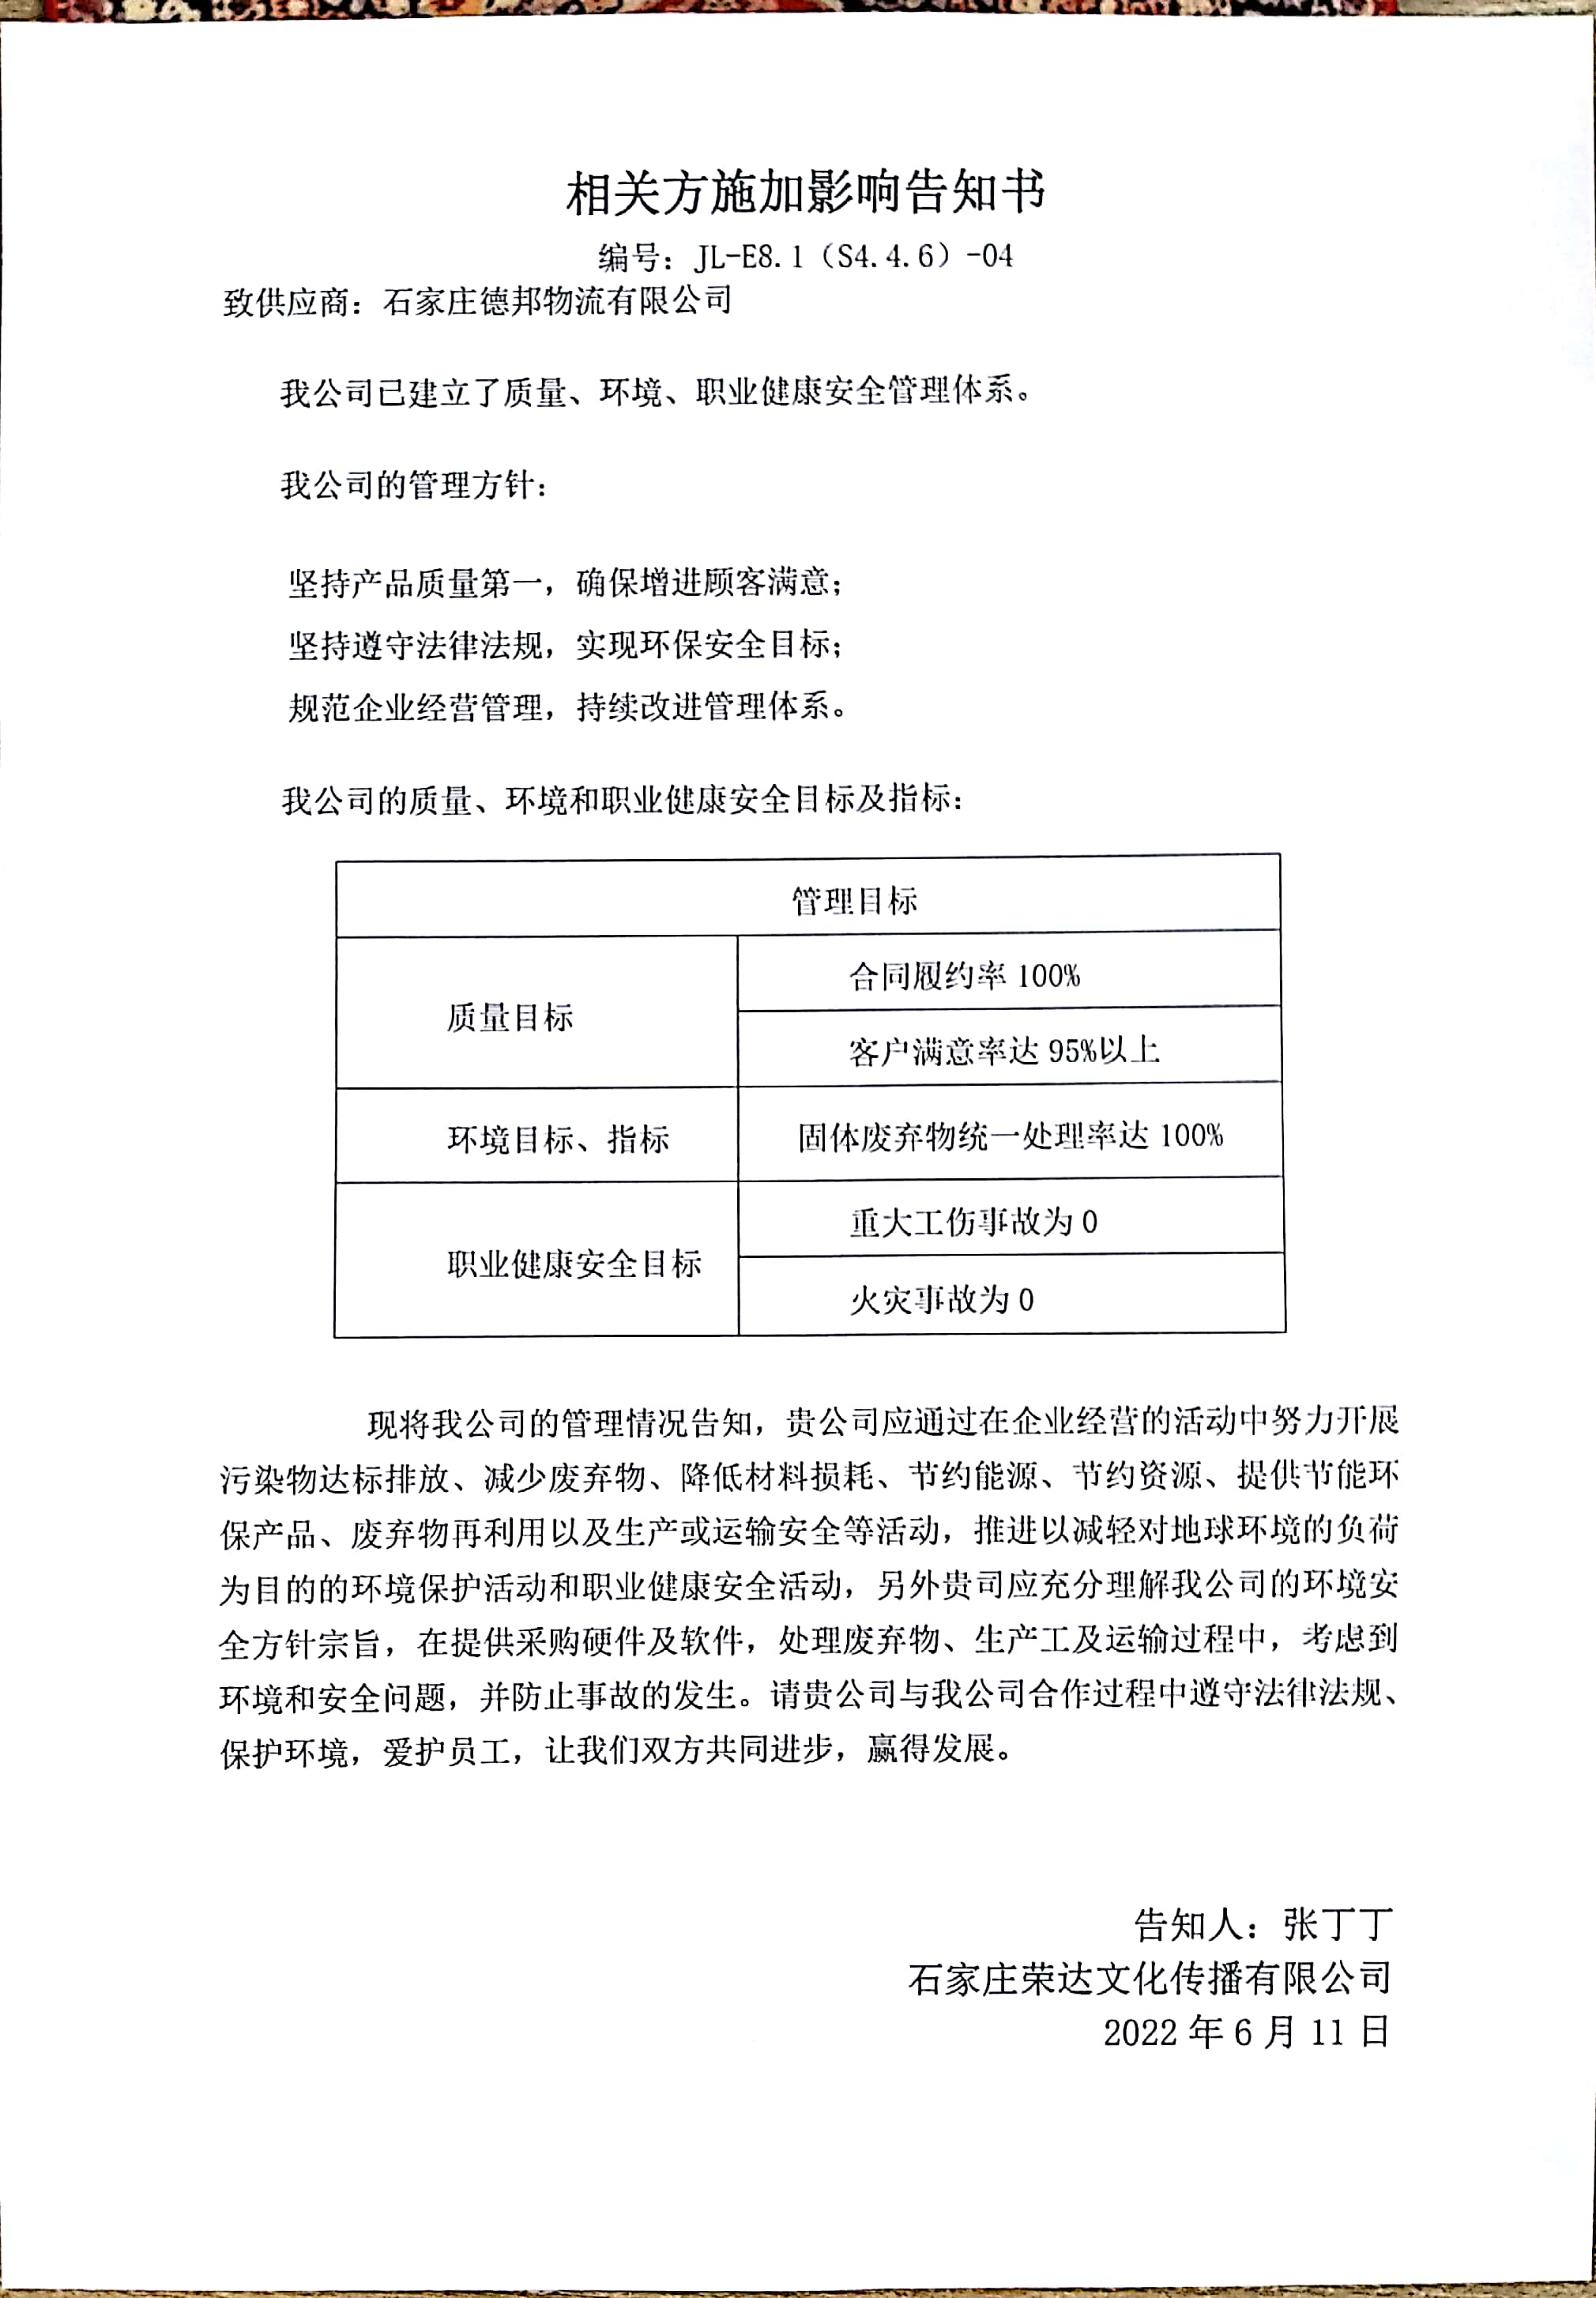 相关方施加影响告知书
编号：JL-E8.1（S4.4.6）-04
致供应商：石家庄德邦物流有限公司
我公司已建立了质量、环境、职业健康安全管理体系。
我公司的管理方针：
坚持产品质量第一，确保增进顾客满意；
坚持遵守法律法规，实现环保安全目标；
规范企业经营管理，持续改进管理体系。
我公司的质量、环境和职业健康安全目标及指标：
管理目标
质量目标
合同履约率 100%
客户满意率达 95%以上
环境目标、指标
固体废弃物统一处理率达 100%
职业健康安全目标
重大工伤事故为 0
火灾事故为 0
现将我公司的管理情况告知，贵公司应通过在企业经营的活动中努力开展
污染物达标排放、减少废弃物、降低材料损耗、节约能源、节约资源、提供节能环
保产品、废弃物再利用以及生产或运输安全等活动，推进以减轻对地球环境的负荷
为目的的环境保护活动和职业健康安全活动，另外贵司应充分理解我公司的环境安
全方针宗旨，在提供采购硬件及软件，处理废弃物、生产工及运输过程中，考虑到
环境和安全问题，并防止事故的发生。请贵公司与我公司合作过程中遵守法律法规、
保护环境，爱护员工，让我们双方共同进步，赢得发展。
告知人：张丁丁
石家庄荣达文化传播有限公司
2022 年 6 月 11 日